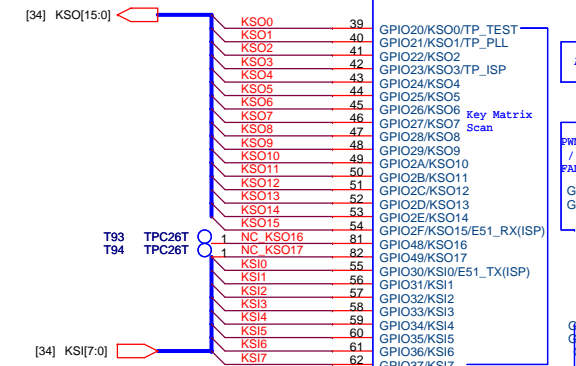 [34] KSO[15:0]
KSO0 39 GPIO20/KSO0/TP_TEST
KSO1 40 GPIO21/KSO1/TP_PLL
KSO2 41 GPIO22/KSO2
KSO3 42 GPIO23/KSO3/TP_ISP
KSO4 43 GPIO24/KSO4
KSO5 44 GPIO25/KSO5
KSO6 45 GPIO26/KSO6
KSO7 46 GPIO27/KSO7
Key Matrix
Scan
KSO8 47 GPIO28/KSO8
KSO9 48 GPIO29/KSO9
KSO10 49 GPIO2A/KSO10
KSO11 50 GPIO2B/KSO11
KSO12 51 GPIO2C/KSO12
KSO13 52 GPIO2D/KSO13
KSO14 53 GPIO2E/KSO14
KSO15 54 GPIO2F/KSO15/E51_RX(ISP)
T93 TPC26T 1 NC_KSO16 81 GPIO48/KSO16
T94 TPC26T 1 NC_KSO17 82 GPIO49/KSO17
KSI0 55 GPIO30/KSI0/E51_TX(ISP)
KSI1 56 GPIO31/KSI1
KSI2 57 GPIO32/KSI2
KSI3 58 GPIO33/KSI3
KSI4 59 GPIO34/KSI4
KSI5 60 GPIO35/KSI5
KSI6 61 GPIO36/KSI6
[34] KSI[7:0]
KSI7 62 GPIO37/KSI7